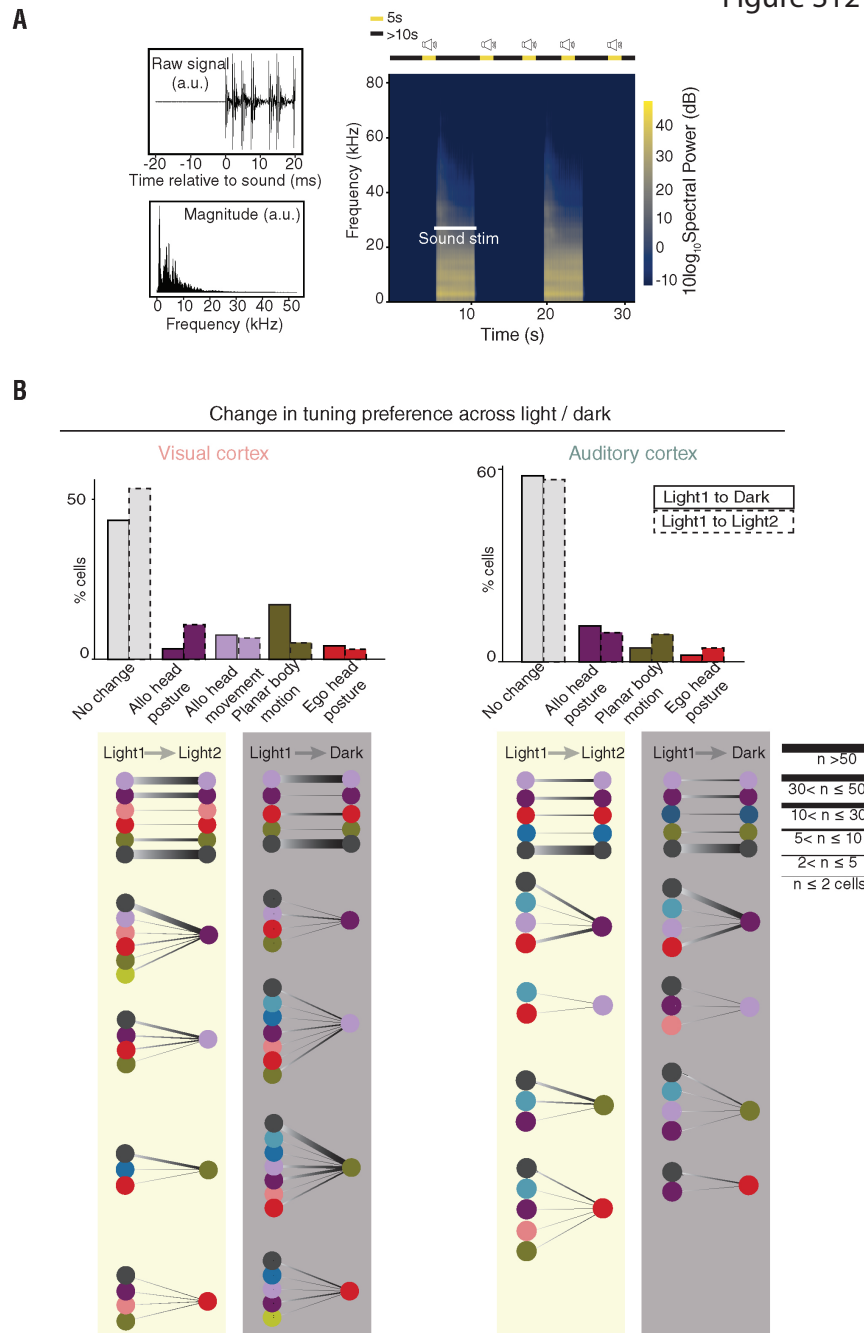 Figure S12
A
5s
>10s
Raw signal
(a.u.)
-20 -10 0 10 20
Time relative to sound (ms)
Magnitude (a.u.)
0 10 20 30 40 50
Frequency (kHz)
80
60
40
20
0
Frequency (kHz)
Sound stim
10 20 30
Time (s)
40
30
20
10
0
-10
10log10Spectral Power (dB)
B
Change in tuning preference across light / dark
Visual cortex
50
0
% cells
No change
Allo head
posture
Allo head
movement
Planar body
motion
Ego head
posture
Auditory cortex
60
0
% cells
Light1 to Dark
Light1 to Light2
No change
Allo head
posture
Planar body
motion
Ego head
posture
Light1 Light2
Light1 Dark
Light1 Light2
Light1 Dark
n >50
30< n ≤ 50
10< n ≤ 30
5< n ≤ 10
2< n ≤ 5
n ≤ 2 cells